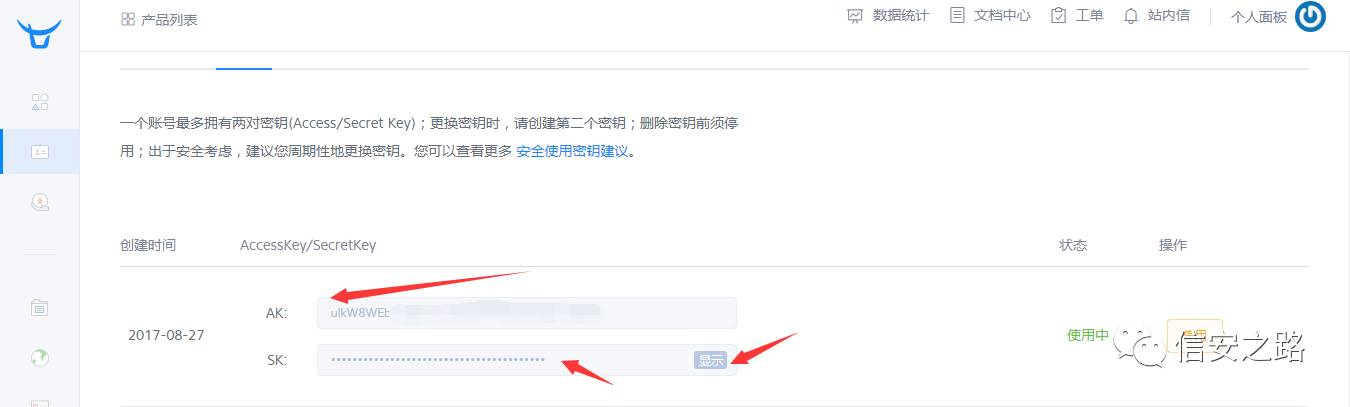 产品列表
数据统计 文档中心 工单 站内信 个人面板
一个账号最多拥有两对密钥(Access/Secret Key)；更换密钥时，请创建第二个密钥；删除密钥前须停
用；出于安全考虑，建议您周期性地更换密钥。您可以查看更多 安全使用密钥建议。
创建时间 AccessKey/SecretKey 状态 操作
AK: ulkW8WEb
2017-08-27 使用中
SK: 显示
信安之路